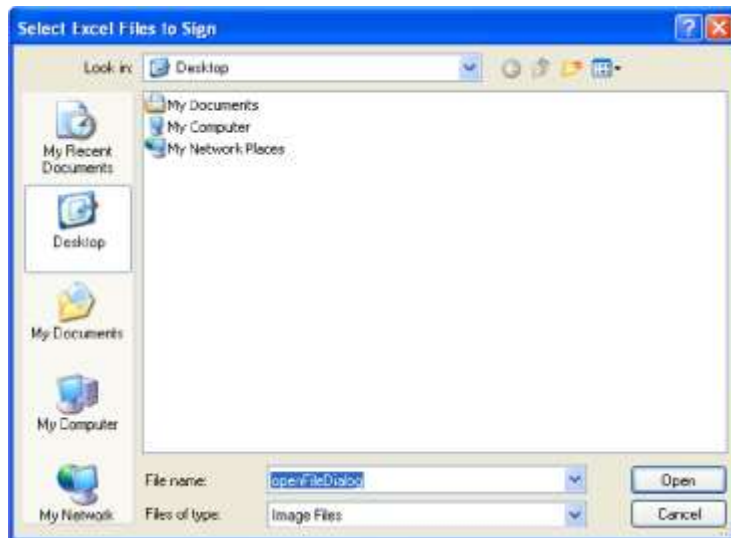 Select Excel Files to Sign
Look in:
Desktop
My Documents
My Computer
My Network Places
My Recent
Documents
Desktop
My Documents
My Computer
My Network
File name:
openFileDialog
Open
Files of type:
Image Files
Cancel